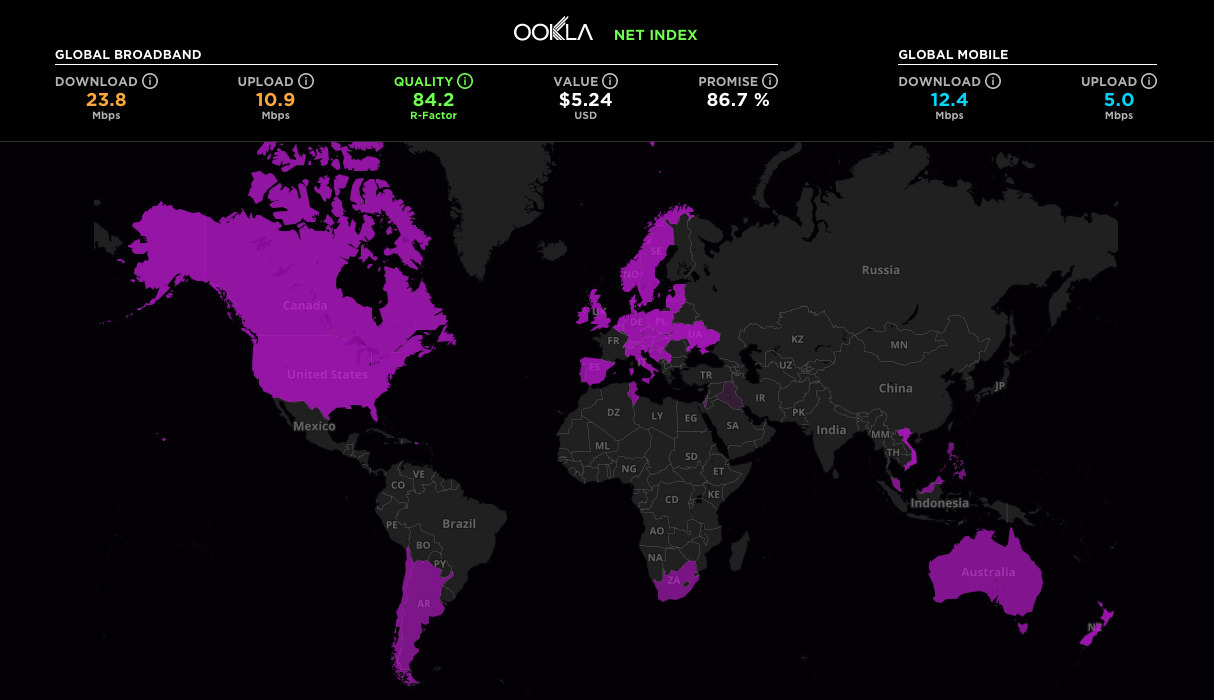 OOKLA NET INDEX
GLOBAL BROADBAND
GLOBAL MOBILE
DOWNLOAD UPLOAD QUALITY VALUE PROMISE DOWNLOAD UPLOAD
23.8 10.9 84.2 $5.24 86.7 % 12.4 5.0
Mbps Mbps R-Factor USD Mbps Mbps
SE
Russia
NO
Canada
UK
DE PL
UA
FR
KZ
MN
UZ
ES
United States
TR
China
JP
IR
DZ
LY
EG
PK
SA
Mexico
India
MM
ML
TH
SD
NG
ET
VE
CO
KE
CD
Indonesia
Brazil
PE
AO
BO
NA
PY
Australia
ZA
AR
NZ